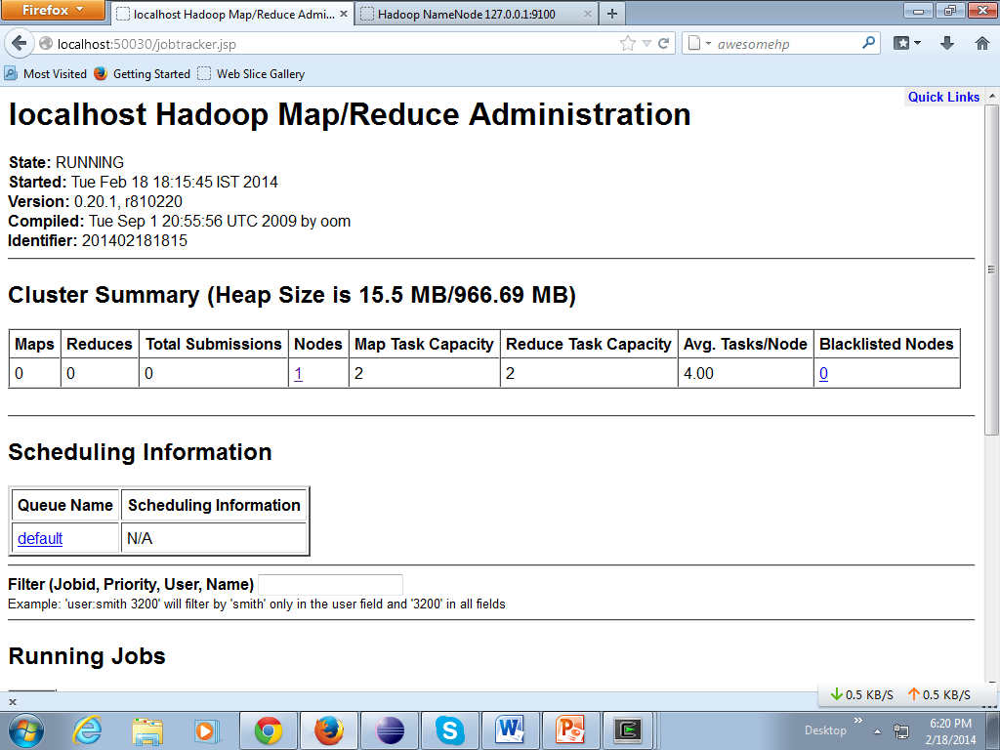 Firefox
localhost Hadoop Map/Reduce Admi...
Hadoop NameNode 127.0.0.1:9100
localhost:50030/jobtracker.jsp
awesomehp
Most Visited
Getting Started
Web Slice Gallery
Quick Links
localhost Hadoop Map/Reduce Administration
State: RUNNING
Started: Tue Feb 18 18:15:45 IST 2014
Version: 0.20.1, r810220
Compiled: Tue Sep 1 20:55:56 UTC 2009 by oom
Identifier: 201402181815
Cluster Summary (Heap Size is 15.5 MB/966.69 MB)
Maps Reduces Total Submissions Nodes Map Task Capacity Reduce Task Capacity Avg. Tasks/Node Blacklisted Nodes
0 0 0 1 2 2 4.00 0
Scheduling Information
Queue Name Scheduling Information
default N/A
Filter (Jobid, Priority, User, Name)
Example: 'user:smith 3200' will filter by 'smith' only in the user field and '3200' in all fields
Running Jobs
0.5 KB/S 0.5 KB/S
Desktop
6:20 PM
2/18/2014